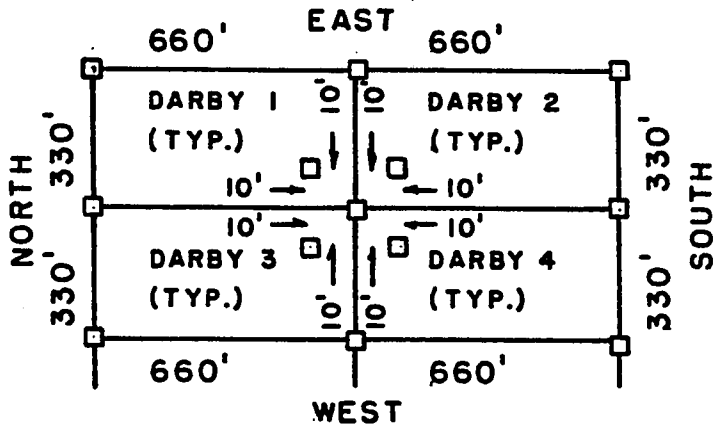 EAST
660' 660'
10' 10'
DARBY 1 DARBY 2
(TYP.) (TYP.)
330' 330'
10' 10'
NORTH SOUTH
10' 10'
DARBY 3 DARBY 4
(TYP.) (TYP.)
330' 330'
10' 10'
660' 660'
WEST